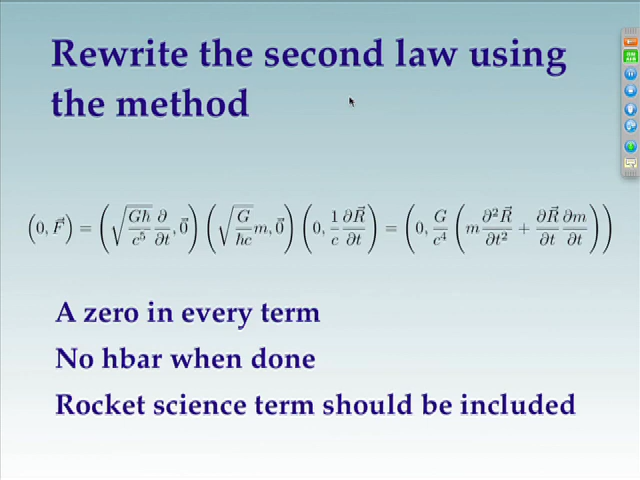 Rewrite the second law using
the method
(0, F⃗) = (√(Għ/c⁵) ∂/∂t, 0⃗) (√(G/ħc) m, 0⃗) (0, 1/c ∂R⃗/∂t) = (0, G/c⁴ (m ∂²R⃗/∂t² + ∂R⃗/∂t ∂m/∂t))
A zero in every term
No hbar when done
Rocket science term should be included